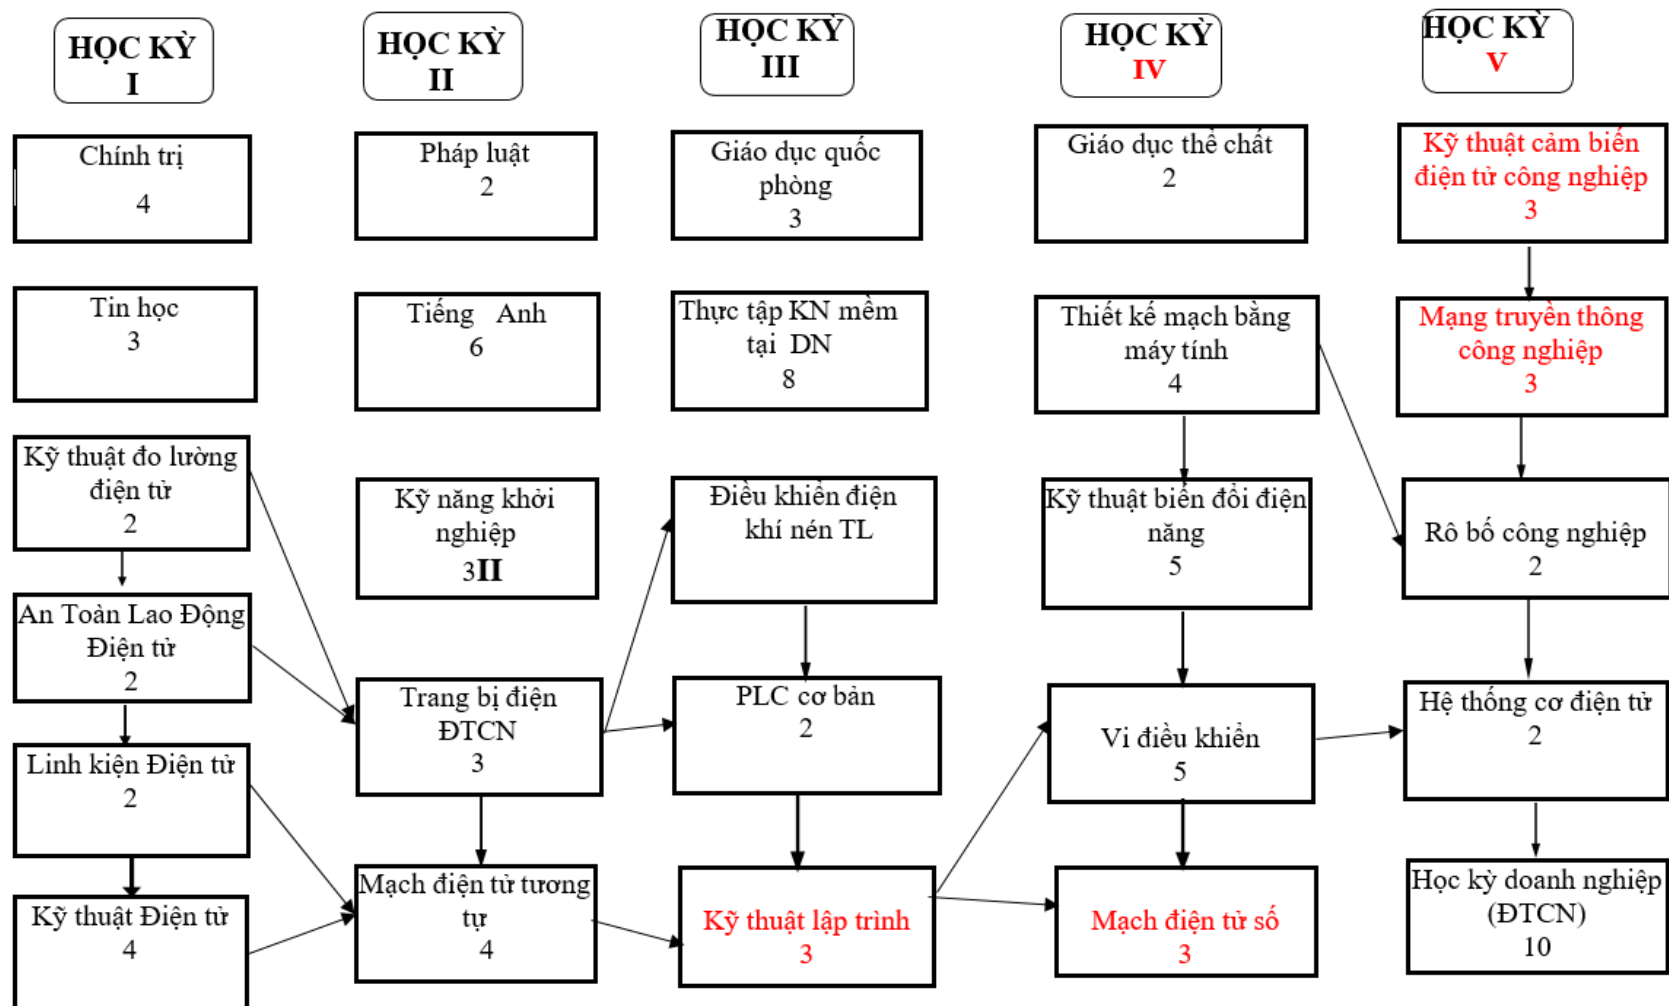 HỌC KỲ
I
Chính trị
4
Tin học
3
Kỹ thuật đo lường
điện tử
2
An Toàn Lao Động
Điện tử
2
Linh kiện Điện tử
2
Kỹ thuật Điện tử
4
HỌC KỲ
II
Pháp luật
2
Tiếng Anh
6
Kỹ năng khởi
nghiệp
3II
Trang bị điện
ĐTCN
3
Mạch điện tử tương
tự
4
HỌC KỲ
III
Giáo dục quốc
phòng
3
Thực tập KN mềm
tại DN
8
Điều khiển điện
khí nén TL
PLC cơ bản
2
Kỹ thuật lập trình
3
HỌC KỲ
IV
Giáo dục thể chất
2
Thiết kế mạch bằng
máy tính
4
Kỹ thuật biến đổi điện
năng
5
Vi điều khiển
5
Mạch điện tử số
3
HỌC KỲ
V
Kỹ thuật cảm biến
điện tử công nghiệp
3
Mạng truyền thông
công nghiệp
3
Rô bố công nghiệp
2
Hệ thống cơ điện tử
2
Học kỳ doanh nghiệp
(ĐTCN)
10